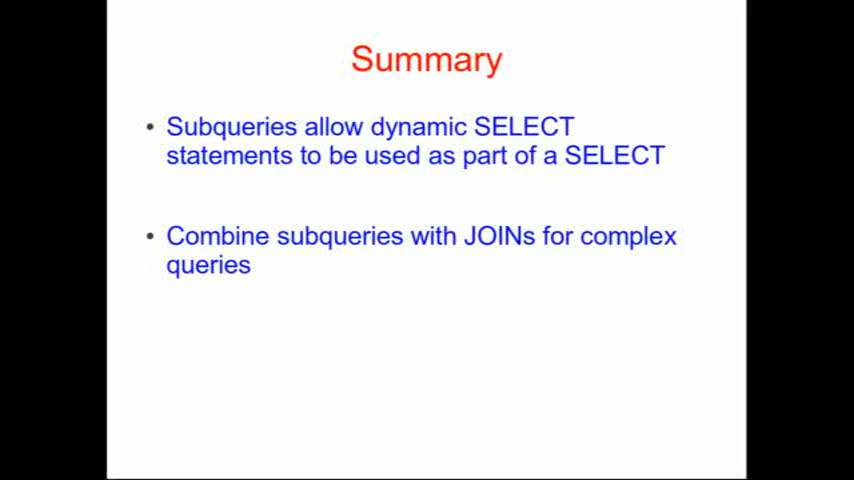 Summary
• Subqueries allow dynamic SELECT
statements to be used as part of a SELECT
• Combine subqueries with JOINs for complex
queries